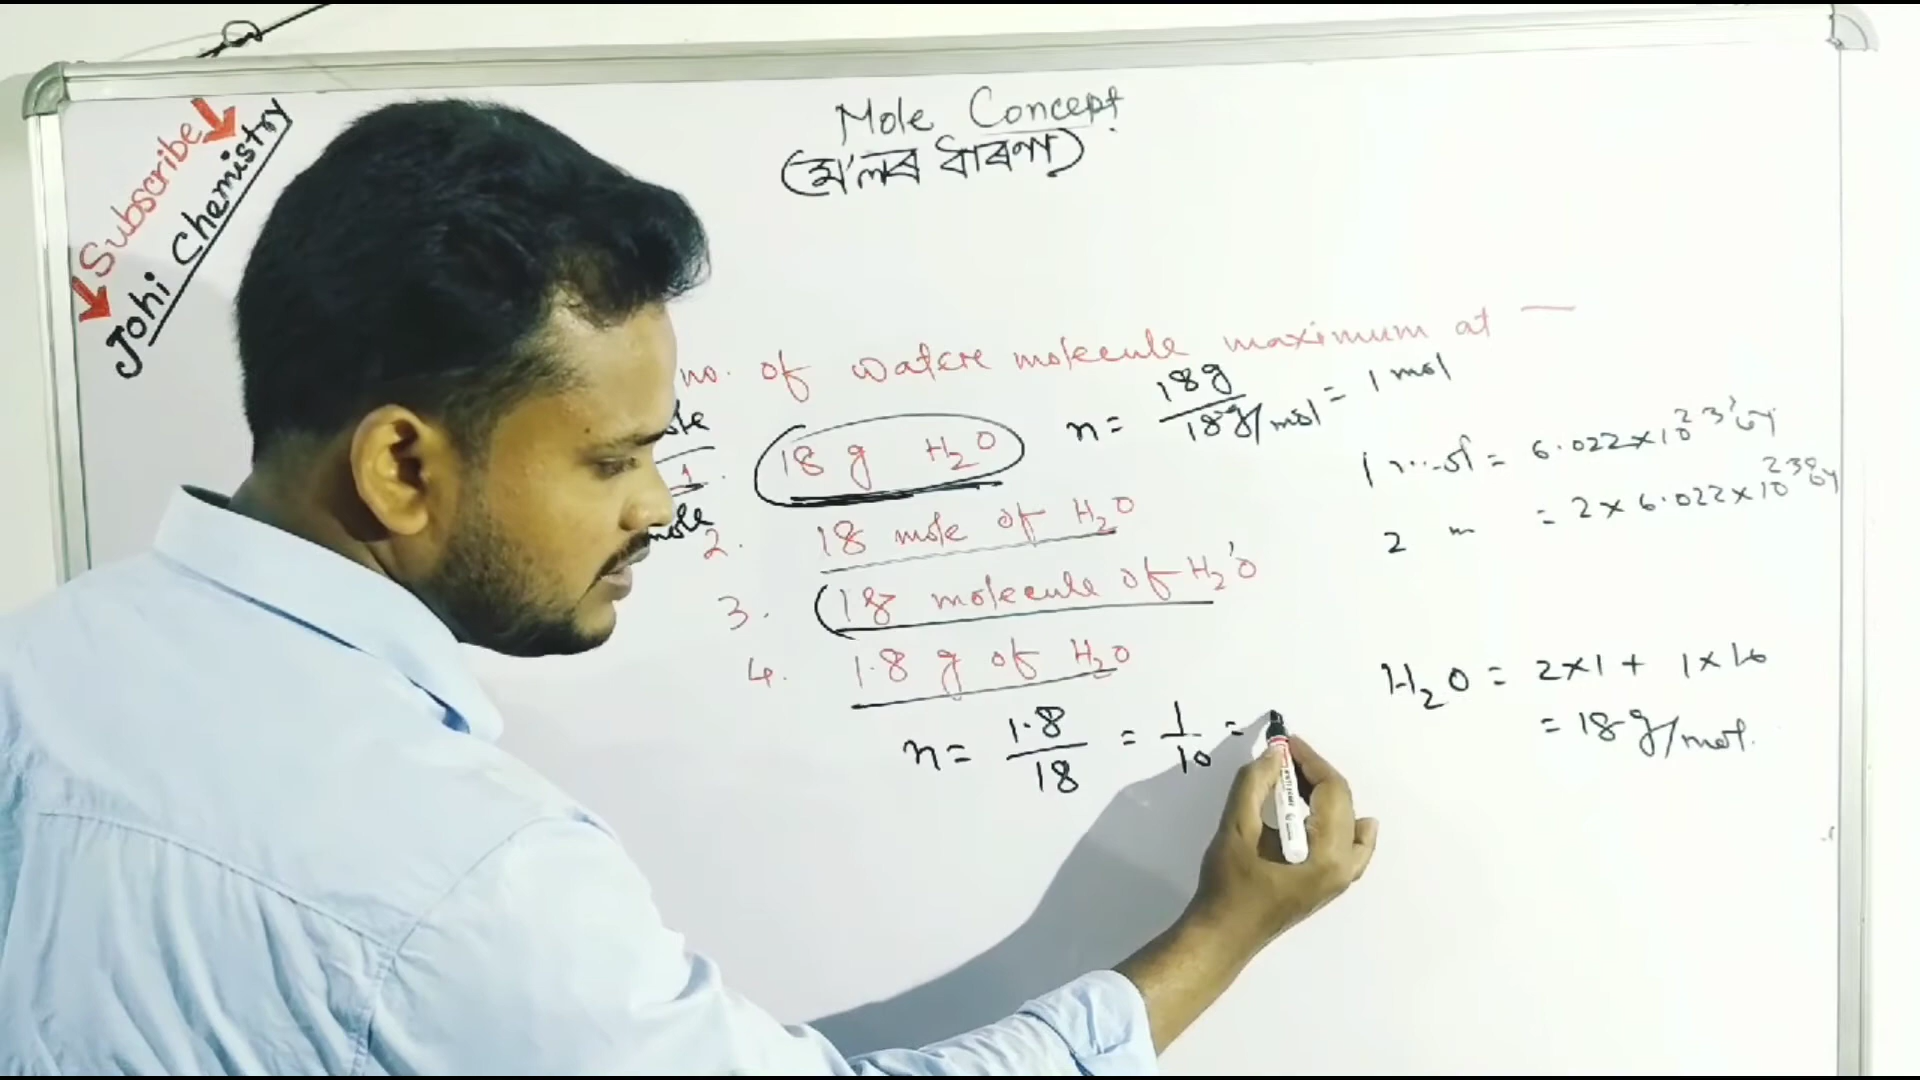 Subscribe
Johi Chemistry
Mole Concept
(ম'লৰ ধাৰণা)
no. of water molecule maximum at —
n = 18g / 18g/mol = 1 mol
1. 18 g H₂O
1 mol = 6.022×10²³
mole
2. 18 mole of H₂O
2 = 2×6.022×10²³
3. 18 molecule of H₂O
4. 1.8 g of H₂O
H₂O = 2×1 + 1×16
= 18 g/mol.
n = 1.8/18 = 1/10 =